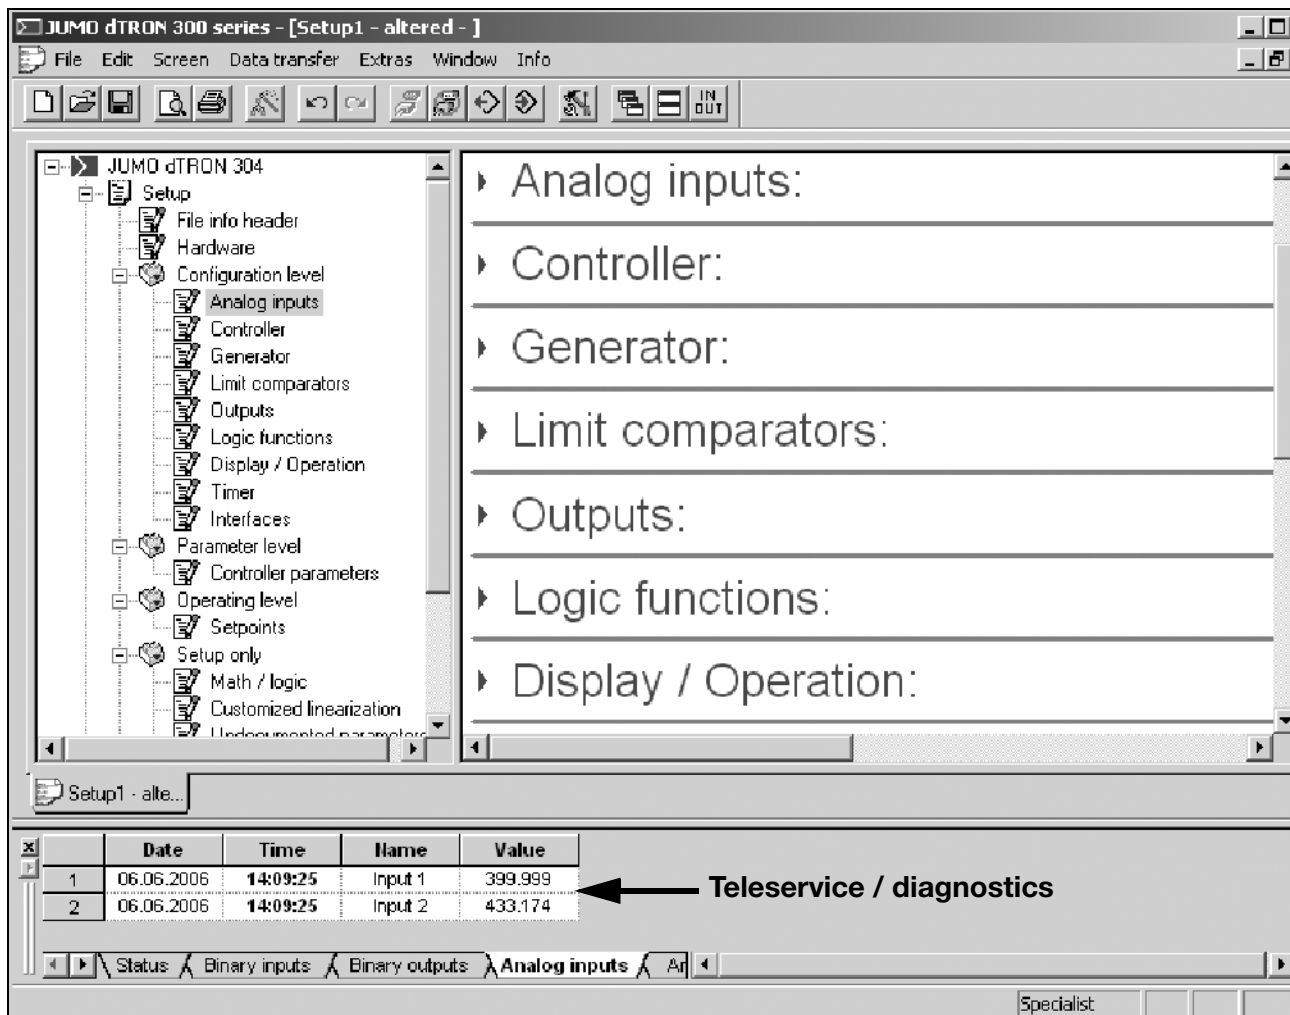 JUMO dTRON 300 series - [Setup1 - altered - ]
File Edit Screen Data transfer Extras Window Info
IN
OUT
JUMO dTRON 304
Setup
File info header
Hardware
Configuration level
Analog inputs
Controller
Generator
Limit comparators
Outputs
Logic functions
Display / Operation
Timer
Interfaces
Parameter level
Controller parameters
Operating level
Setpoints
Setup only
Math / logic
Customized linearization
Undocumented parameters
Analog inputs:
Controller:
Generator:
Limit comparators:
Outputs:
Logic functions:
Display / Operation:
Setup1 - alte...
Date Time Name Value
1 06.06.2006 14:09:25 Input 1 399.999
2 06.06.2006 14:09:25 Input 2 433.174
Teleservice / diagnostics
Status Binary inputs Binary outputs Analog inputs Ar
Specialist